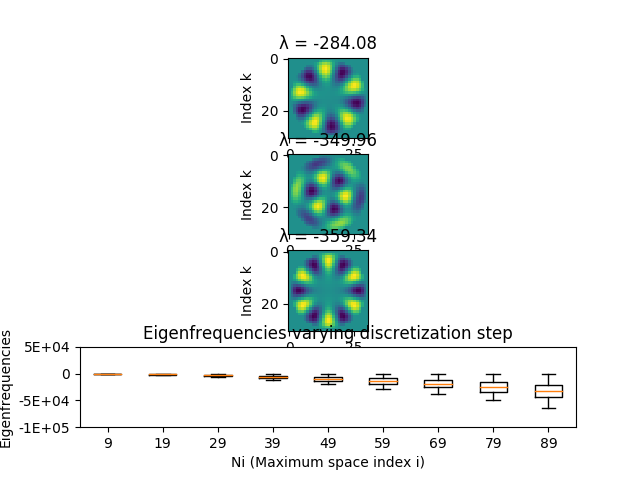 λ = -284.08
0
Index k
20
0 25
λ = -349.96
0
Index k
20
0 25
λ = -359.34
0
Index k
20
0 25
Eigenfrequencies varying discretization step
5E+04
0
-5E+04
-1E+05
Eigenfrequencies
9 19 29 39 49 59 69 79 89
Ni (Maximum space index i)